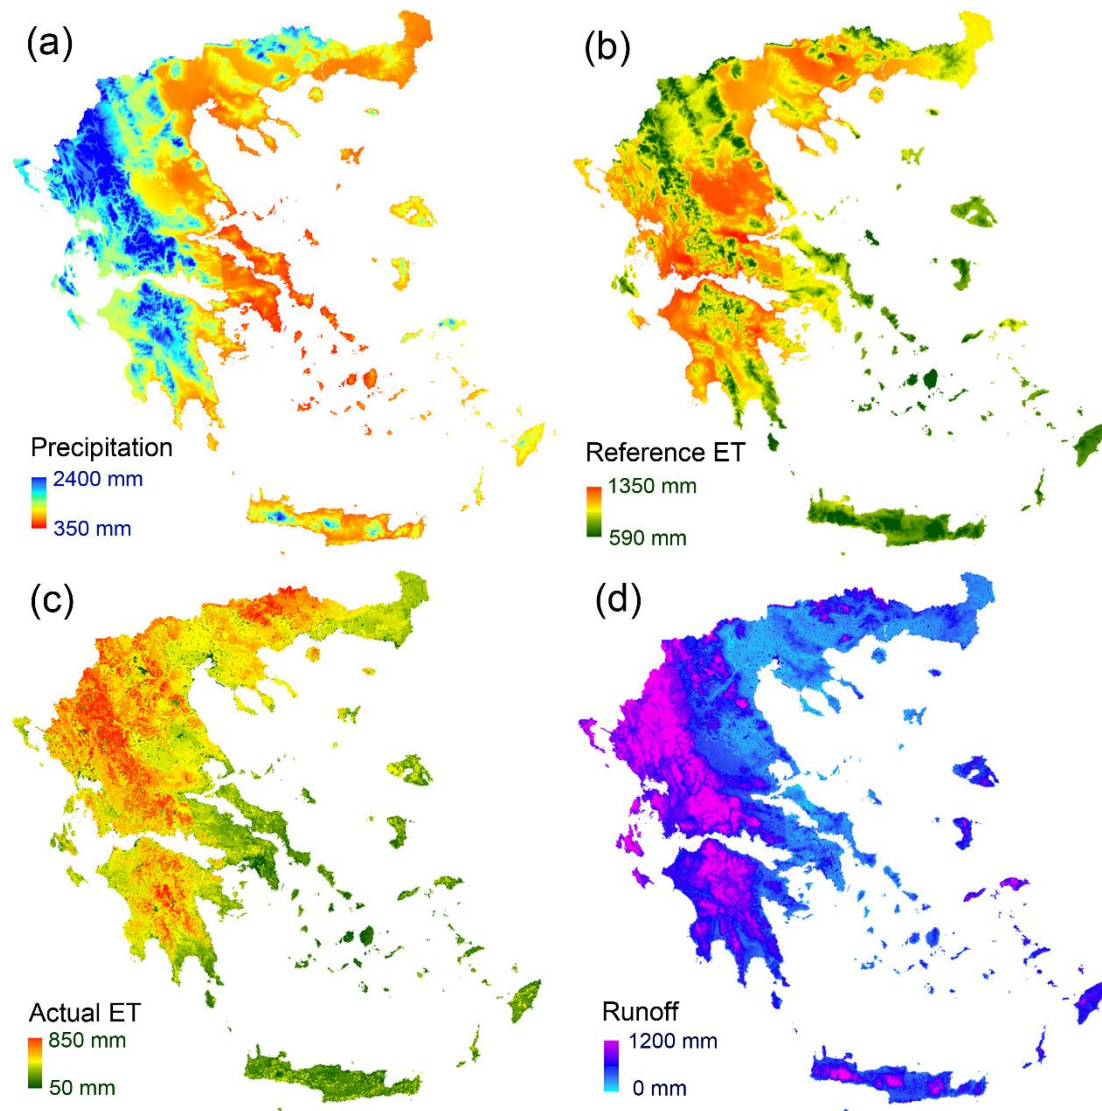 (a)
(b)
Precipitation
2400 mm
350 mm
Reference ET
1350 mm
590 mm
(c)
(d)
Actual ET
850 mm
50 mm
Runoff
1200 mm
0 mm